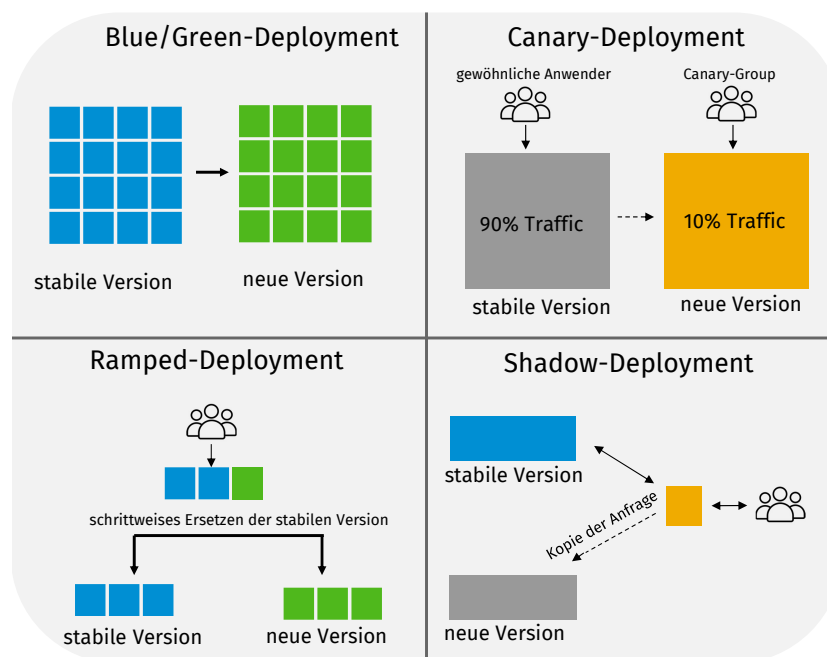 Blue/Green-Deployment
stabile Version
neue Version
Canary-Deployment
gewöhnliche Anwender
Canary-Group
90% Traffic
10% Traffic
stabile Version
neue Version
Ramped-Deployment
schrittweises Ersetzen der stabilen Version
stabile Version
neue Version
Shadow-Deployment
stabile Version
Kopie der Anfrage
neue Version